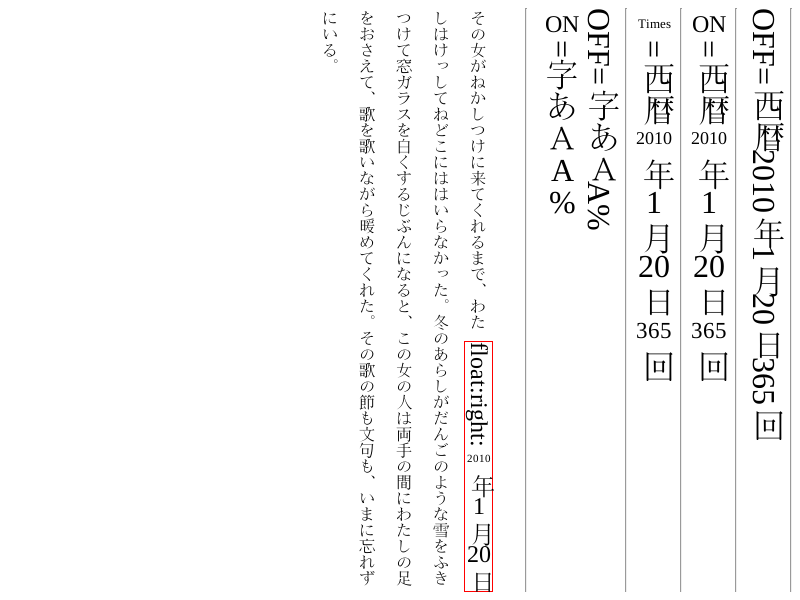 OFF=西暦2010年1月20日365回
ON=西暦2010年1月20日365回
Times=西暦2010年1月20日365回
OFF=字あＡA%
ON=字あＡA%
その女がねかしつけに来てくれるまで、わた
float:right:2010年1月20日
しはけっしてねどこにははいらなかった。冬のあらしがだんごのような雪をふき
つけて窓ガラスを白くするじぶんになると、この女の人は両手の間にわたしの足
をおさえて、歌を歌いながら暖めてくれた。その歌の節も文句も、いまに忘れず
にいる。